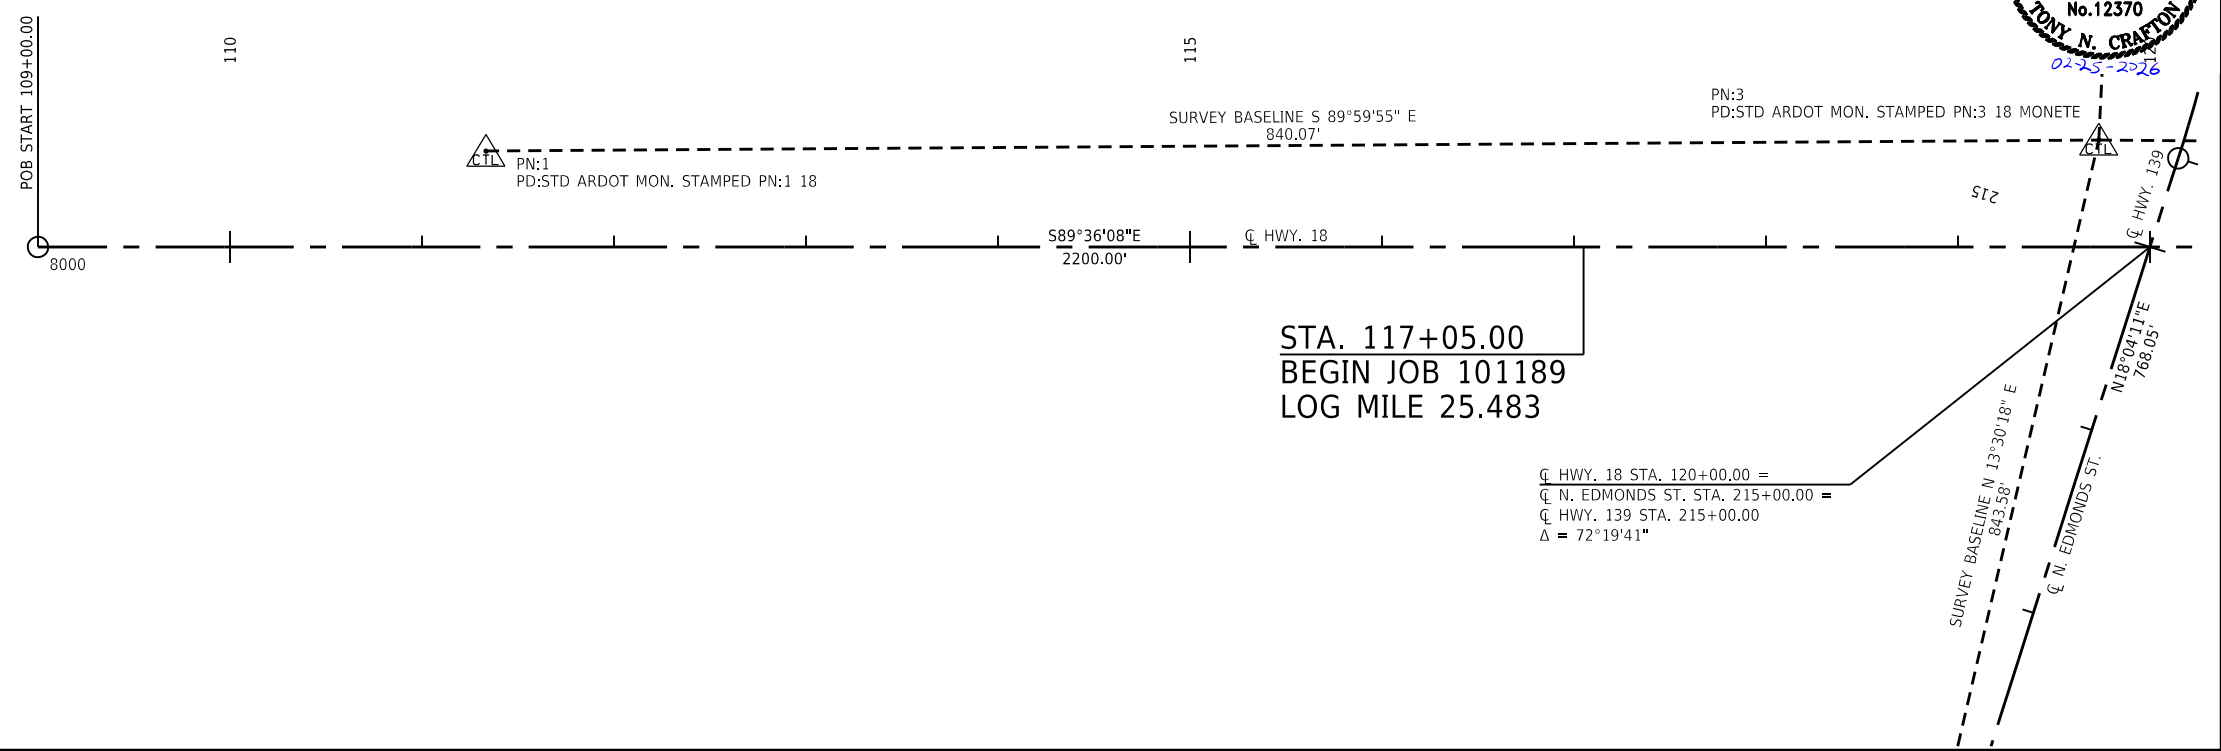 No.12370
TONY N. CRAFTON
02-25-2026
POB START 109+00.00
110
115
SURVEY BASELINE S 89°59'55" E
840.07'
PN:3
PD:STD ARDOT MON. STAMPED PN:3 18 MONETE
CTL
PN:1
PD:STD ARDOT MON. STAMPED PN:1 18
CTL
℄ HWY. 139
215
8000
S89°36'08"E
2200.00'
℄ HWY. 18
STA. 117+05.00
BEGIN JOB 101189
LOG MILE 25.483
N18°04'11"E
768.05'
℄ HWY. 18 STA. 120+00.00 =
℄ N. EDMONDS ST. STA. 215+00.00 =
℄ HWY. 139 STA. 215+00.00
Δ = 72°19'41"
SURVEY BASELINE N 13°30'18" E
843.58'
℄ N. EDMONDS ST.